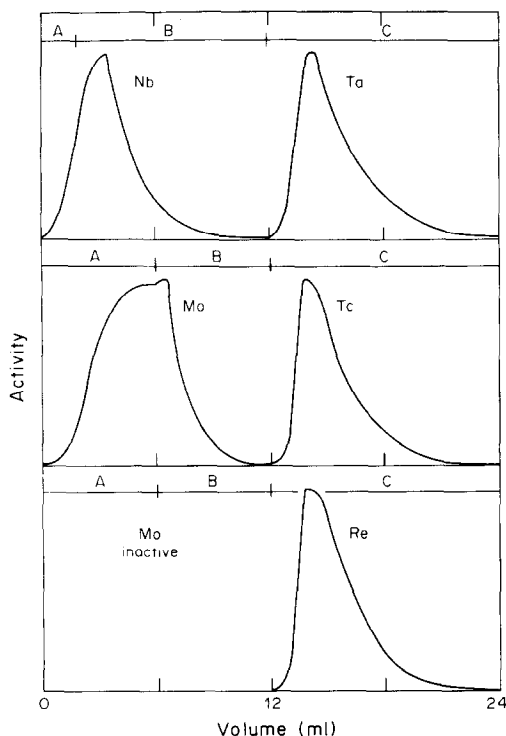 A B C
Nb Ta
A B C
Mo Tc
A B C
Mo
inactive
Re
0 12 24
Volume (ml)
Activity